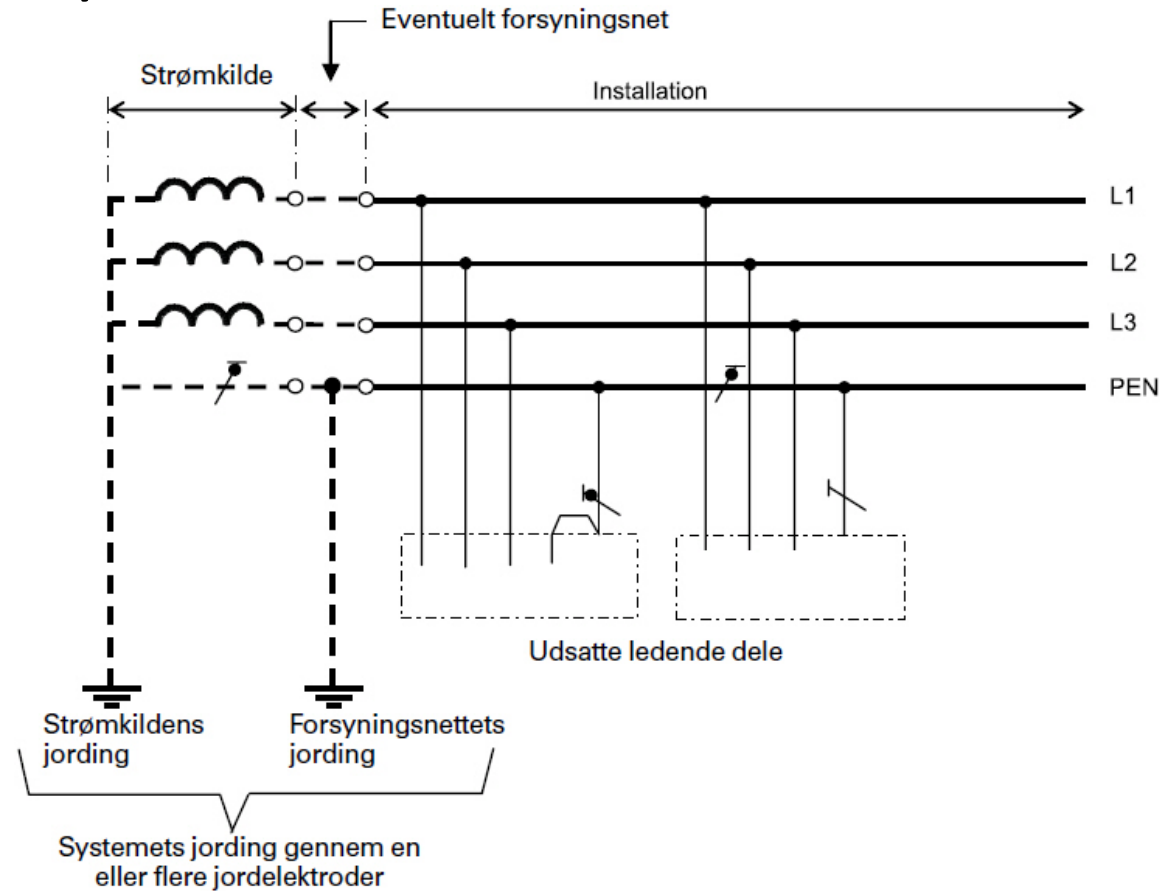 Eventuelt forsyningsnet
Strømkilde
Installation
L1
L2
L3
PEN
Udsatte ledende dele
Strømkildens
jording
Forsyningsnettets
jording
Systemets jording gennem en
eller flere jordelektroder